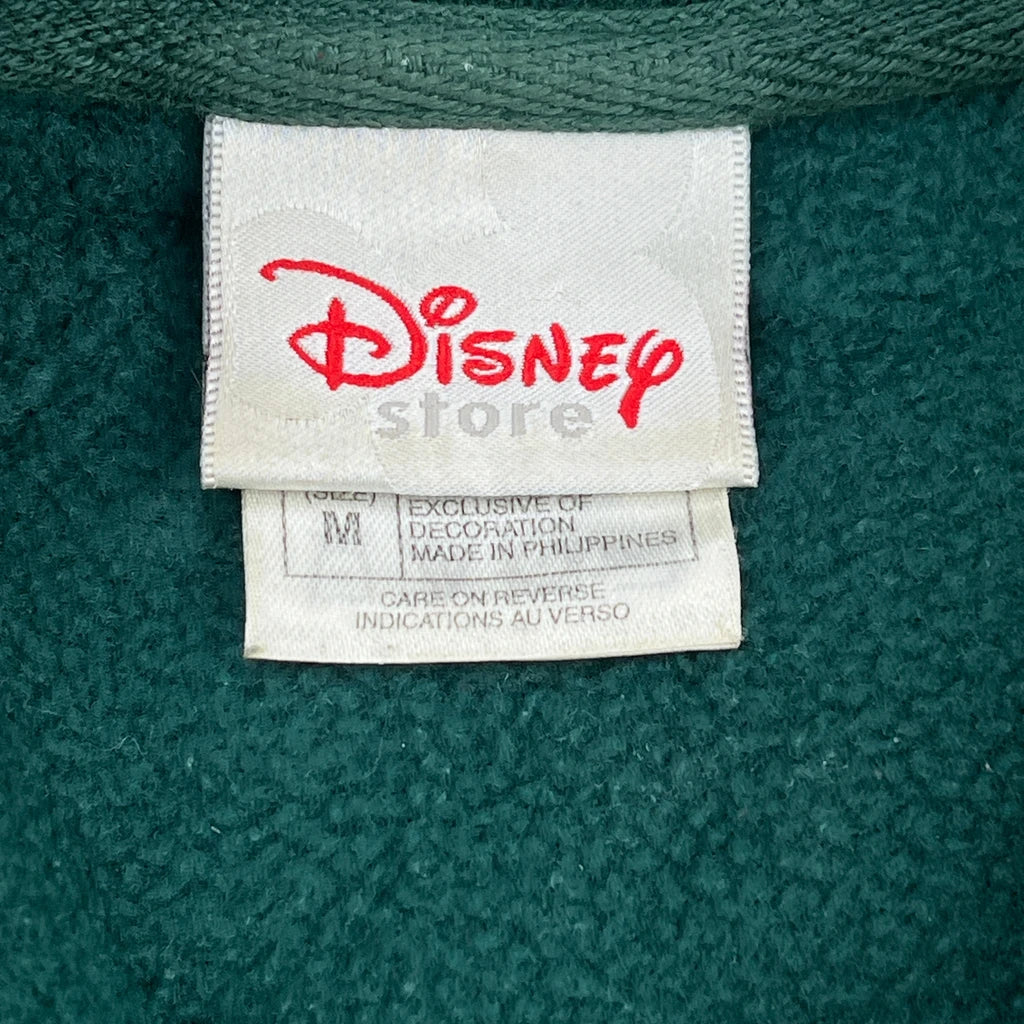 Disney
store
(SIZE)
EXCLUSIVE OF
M
DECORATION
MADE IN PHILIPPINES
CARE ON REVERSE
INDICATIONS AU VERSO